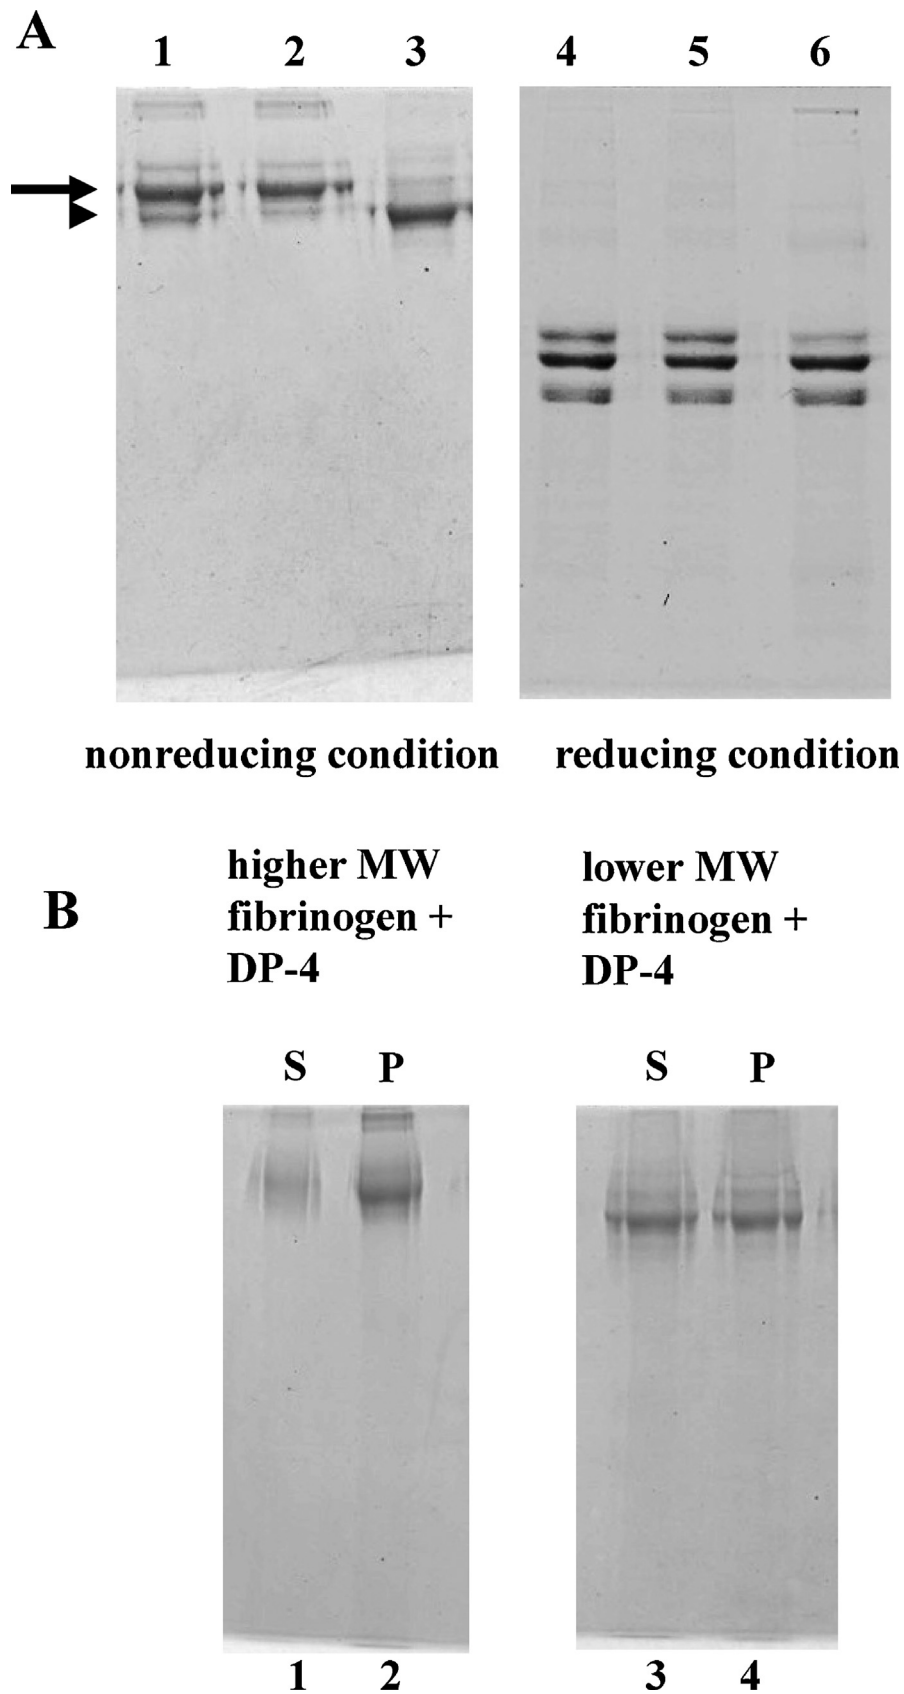 A
1 2 3 4 5 6
nonreducing condition reducing condition
B
higher MW
fibrinogen +
DP-4
lower MW
fibrinogen +
DP-4
S P S P
1 2 3 4